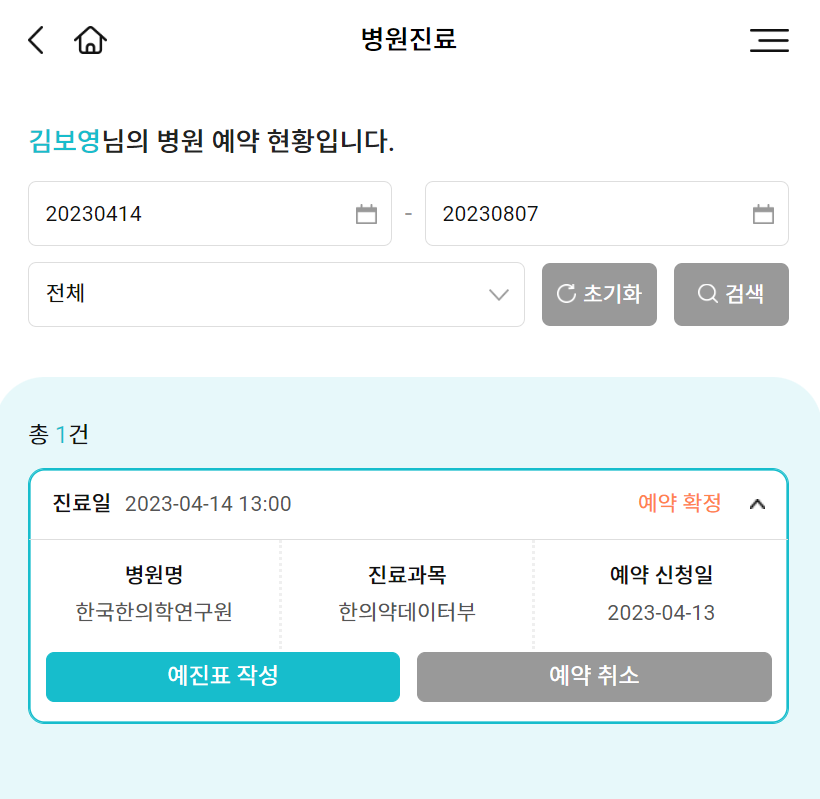 병원진료
김보영님의 병원 예약 현황입니다.
20230414 - 20230807
전체 초기화 검색
총 1건
진료일 2023-04-14 13:00 예약 확정
병원명 진료과목 예약 신청일
한국한의학연구원 한의약데이터부 2023-04-13
예진표 작성 예약 취소